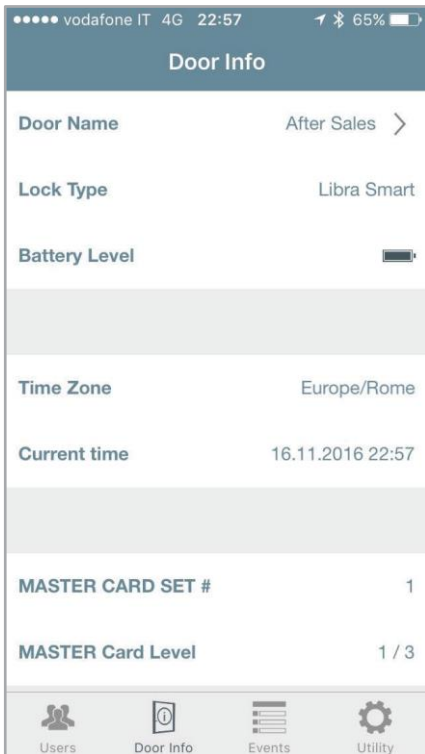 vodafone IT 4G 22:57 65%
Door Info
Door Name After Sales
Lock Type Libra Smart
Battery Level
Time Zone Europe/Rome
Current time 16.11.2016 22:57
MASTER CARD SET # 1
MASTER Card Level 1 / 3
Users Door Info Events Utility